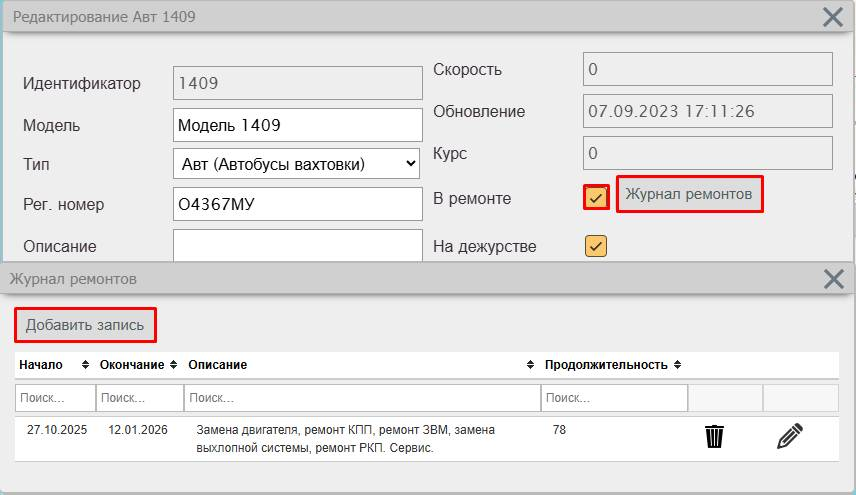 Редактирование Авт 1409
Идентификатор 1409
Скорость 0
Модель Модель 1409
Обновление 07.09.2023 17:11:26
Тип Авт (Автобусы вахтовки)
Курс 0
Рег. номер О4367МУ
В ремонте Журнал ремонтов
Описание
На дежурстве
Журнал ремонтов
Добавить запись
Начало Окончание Описание Продолжительность
Поиск... Поиск... Поиск... Поиск...
27.10.2025 12.01.2026 Замена двигателя, ремонт КПП, ремонт ЗВМ, замена 78
выхлопной системы, ремонт РКП. Сервис.